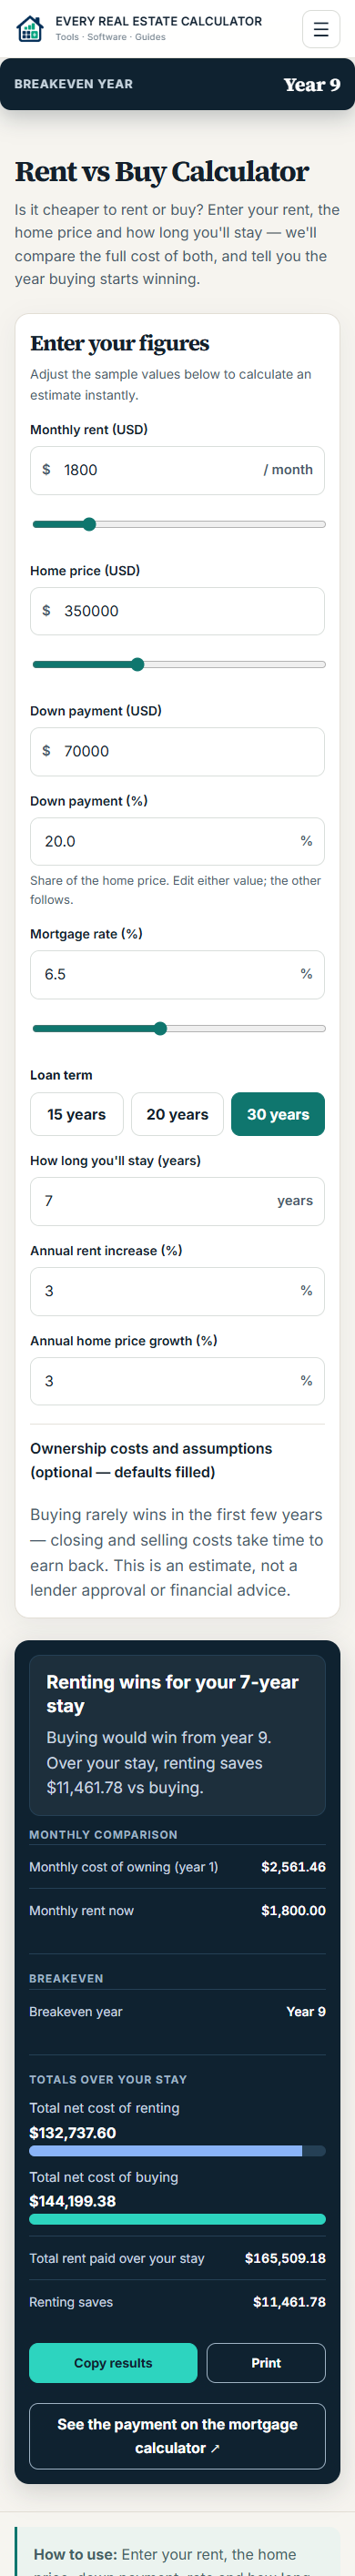 EVERY REAL ESTATE CALCULATOR
Tools · Software · Guides
BREAKEVEN YEAR
Year 9
Rent vs Buy Calculator
Is it cheaper to rent or buy? Enter your rent, the
home price and how long you'll stay — we'll
compare the full cost of both, and tell you the
year buying starts winning.
Enter your figures
Adjust the sample values below to calculate an
estimate instantly.
Monthly rent (USD)
$ 1800 / month
Home price (USD)
$ 350000
Down payment (USD)
$ 70000
Down payment (%)
20.0 %
Share of the home price. Edit either value; the other
follows.
Mortgage rate (%)
6.5 %
Loan term
15 years 20 years 30 years
How long you'll stay (years)
7 years
Annual rent increase (%)
3 %
Annual home price growth (%)
3 %
Ownership costs and assumptions
(optional — defaults filled)
Buying rarely wins in the first few years
— closing and selling costs take time to
earn back. This is an estimate, not a
lender approval or financial advice.
Renting wins for your 7-year
stay
Buying would win from year 9.
Over your stay, renting saves
$11,461.78 vs buying.
MONTHLY COMPARISON
Monthly cost of owning (year 1) $2,561.46
Monthly rent now $1,800.00
BREAKEVEN
Breakeven year Year 9
TOTALS OVER YOUR STAY
Total net cost of renting
$132,737.60
Total net cost of buying
$144,199.38
Total rent paid over your stay $165,509.18
Renting saves $11,461.78
Copy results Print
See the payment on the mortgage
calculator ↗
How to use: Enter your rent, the home
price, down payment, rate and how long